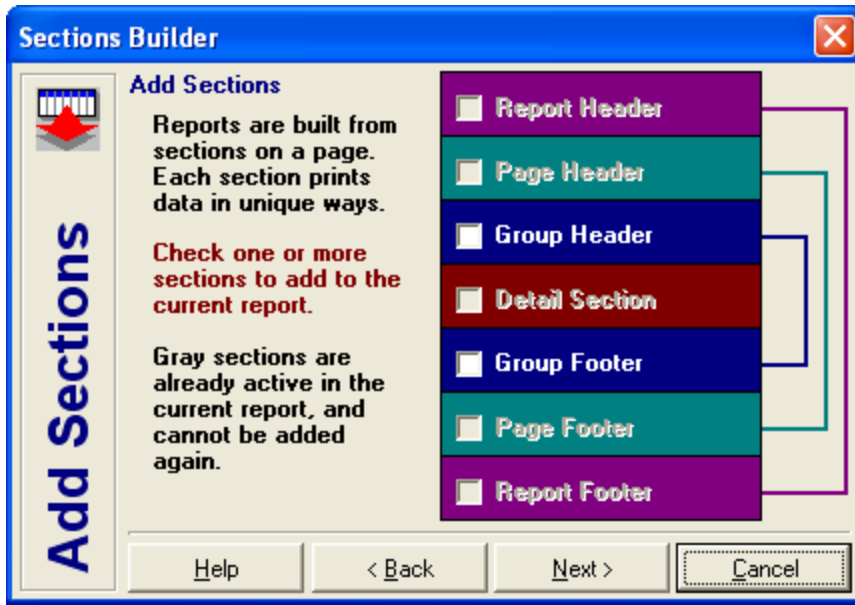 Sections Builder
Add Sections
Add Sections
Reports are built from
sections on a page.
Each section prints
data in unique ways.
Check one or more
sections to add to the
current report.
Gray sections are
already active in the
current report, and
cannot be added
again.
Report Header
Page Header
Group Header
Detail Section
Group Footer
Page Footer
Report Footer
Help
< Back
Next >
Cancel